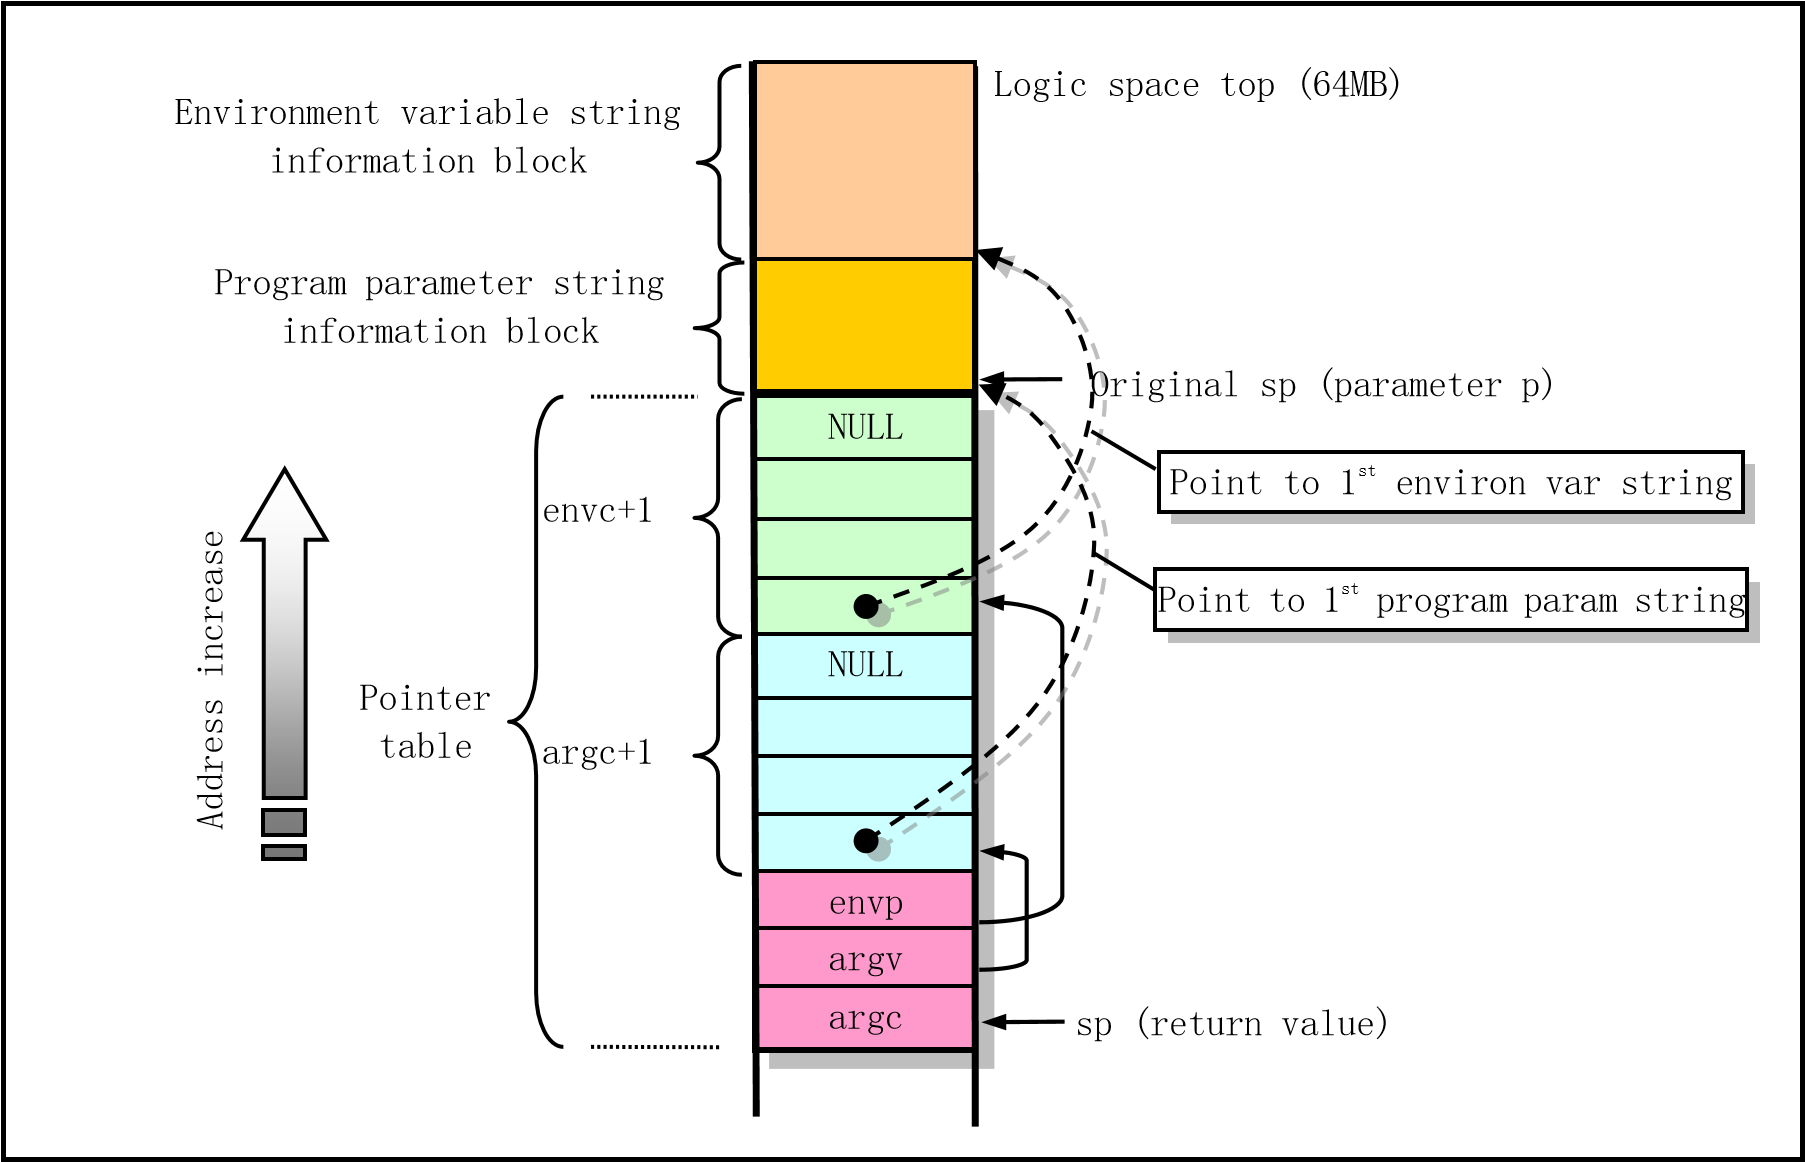 Logic space top (64MB)
Environment variable string
information block
Program parameter string
information block
Original sp (parameter p)
NULL
Point to 1st environ var string
envc+1
Point to 1st program param string
Address increase
NULL
Pointer
table
argc+1
envp
argv
argc
sp (return value)